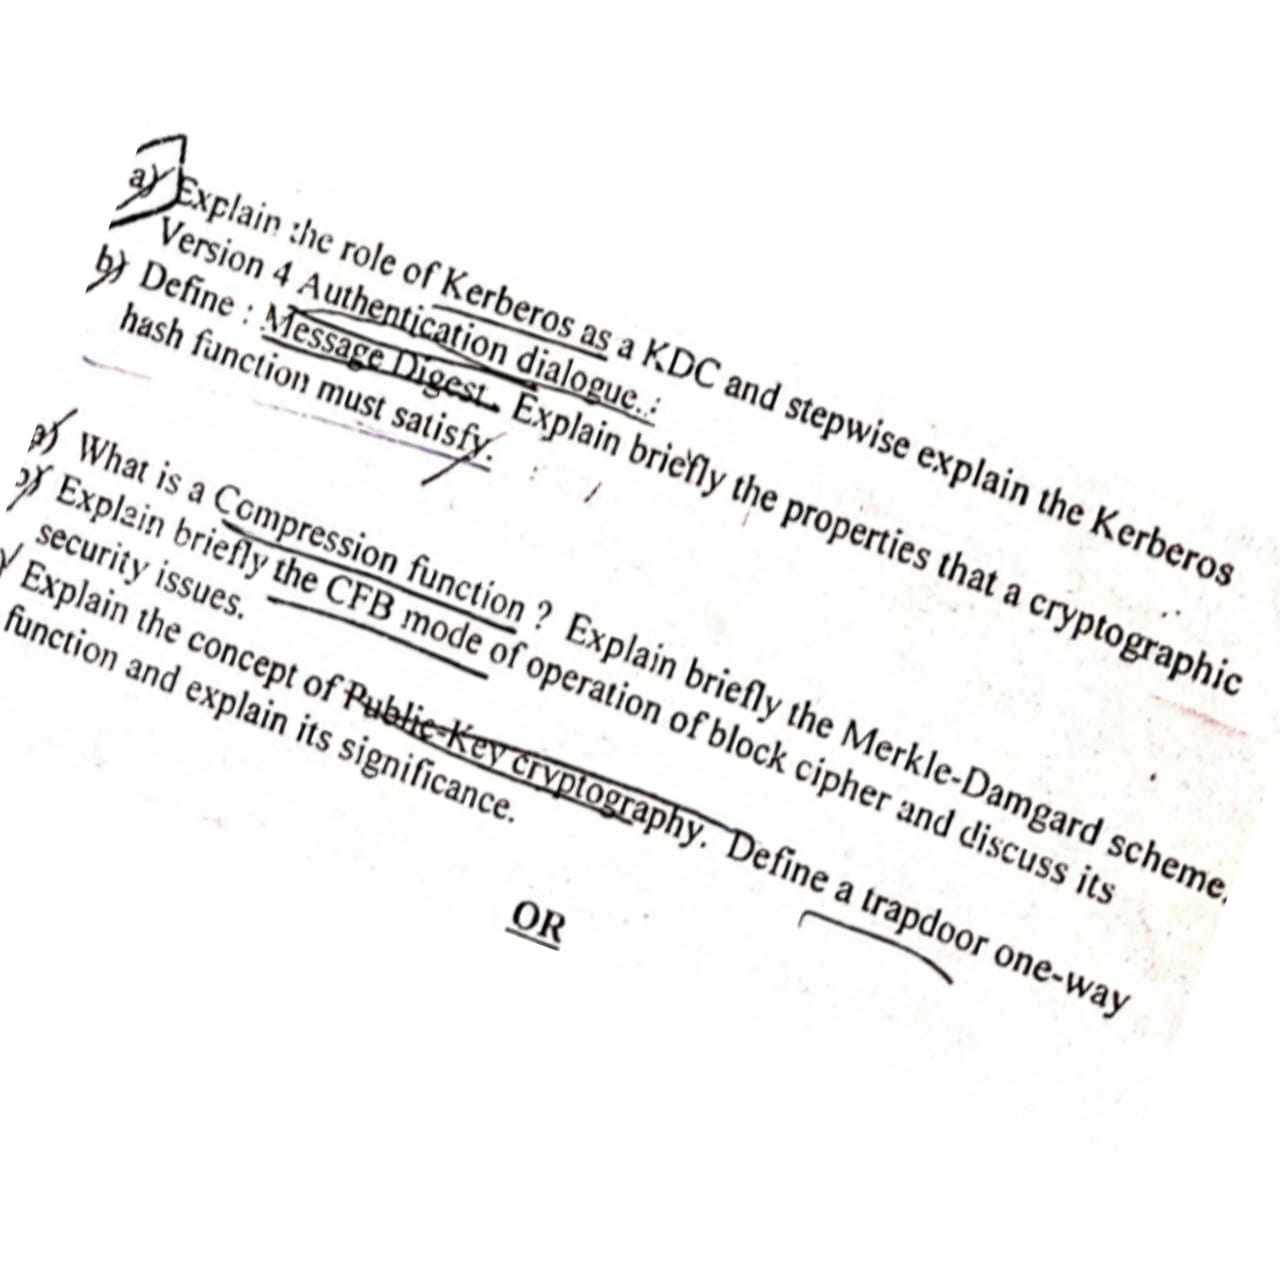 a) Explain the role of Kerberos as a KDC and stepwise explain the Kerberos
Version 4 Authentication dialogue.:
b) Define : Message Digest. Explain briefly the properties that a cryptographic
hash function must satisfy.
a) What is a Compression function ? Explain briefly the Merkle-Damgard scheme.
b) Explain briefly the CFB mode of operation of block cipher and discuss its
security issues.
Explain the concept of Public-Key cryptography. Define a trapdoor one-way
function and explain its significance.
OR